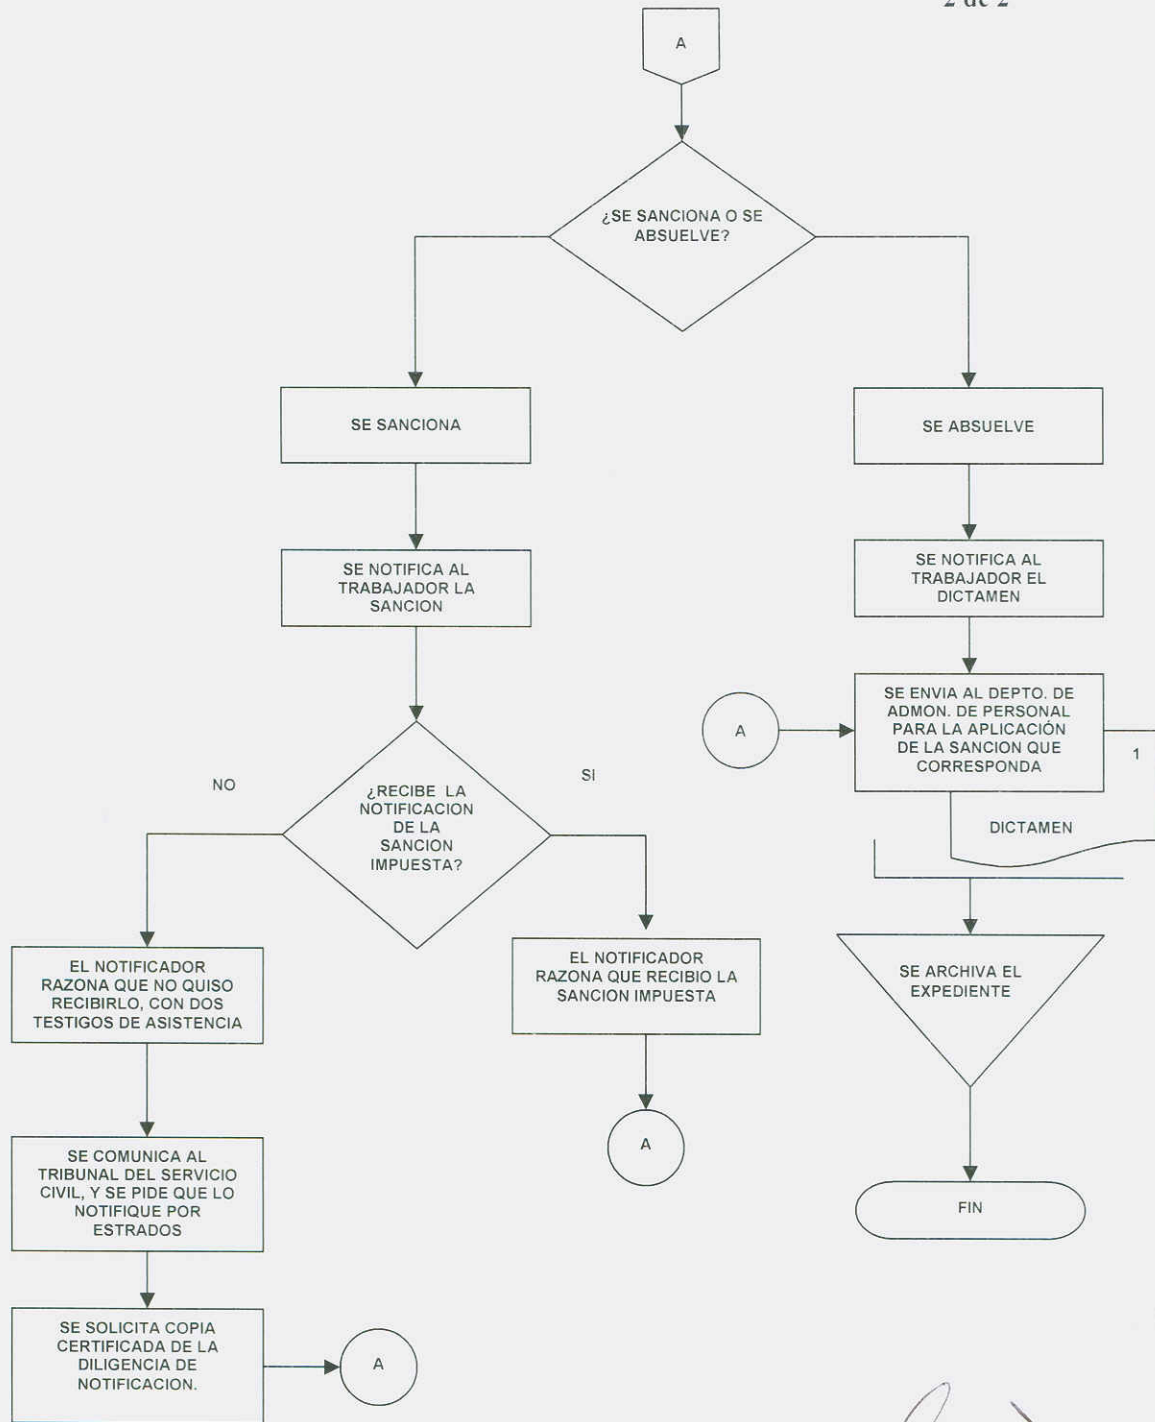 2 de 2
A
¿SE SANCIONA O SE
ABSUELVE?
SE SANCIONA
SE ABSUELVE
SE NOTIFICA AL
TRABAJADOR LA
SANCION
SE NOTIFICA AL
TRABAJADOR EL
DICTAMEN
A
SE ENVIA AL DEPTO. DE
ADMON. DE PERSONAL
PARA LA APLICACIÓN
DE LA SANCION QUE
CORRESPONDA
1
DICTAMEN
NO
SI
¿RECIBE LA
NOTIFICACION
DE LA
SANCION
IMPUESTA?
EL NOTIFICADOR
RAZONA QUE NO QUISO
RECIBIRLO, CON DOS
TESTIGOS DE ASISTENCIA
EL NOTIFICADOR
RAZONA QUE RECIBIO LA
SANCION IMPUESTA
SE ARCHIVA EL
EXPEDIENTE
A
SE COMUNICA AL
TRIBUNAL DEL SERVICIO
CIVIL, Y SE PIDE QUE LO
NOTIFIQUE POR
ESTRADOS
FIN
SE SOLICITA COPIA
CERTIFICADA DE LA
DILIGENCIA DE
NOTIFICACION.
A